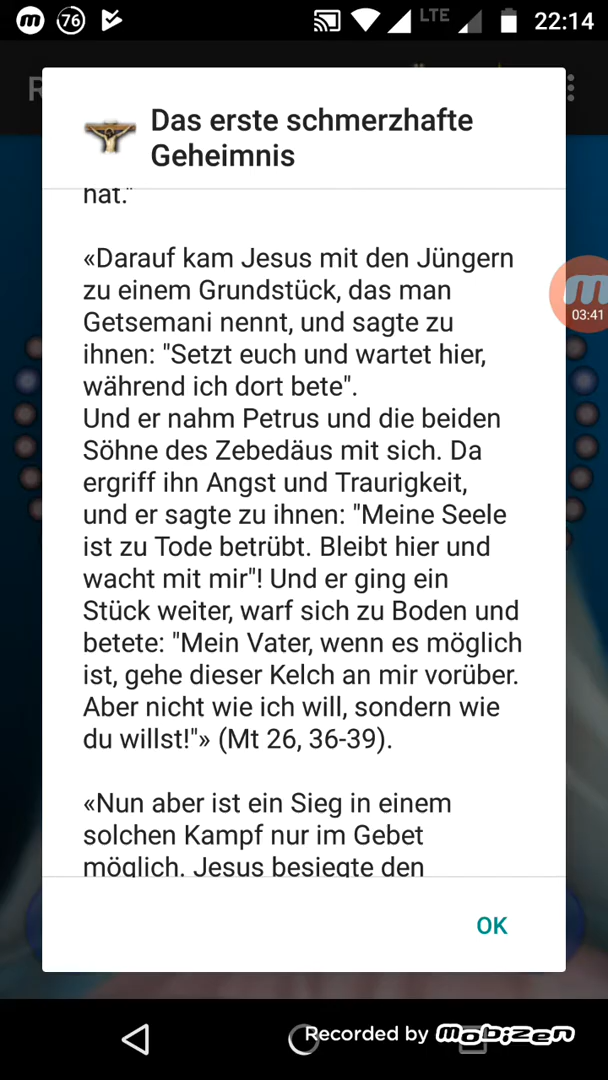 76
LTE
22:14
R
Das erste schmerzhafte
Geheimnis
hat."
«Darauf kam Jesus mit den Jüngern
zu einem Grundstück, das man
Getsemani nennt, und sagte zu
ihnen: "Setzt euch und wartet hier,
während ich dort bete".
Und er nahm Petrus und die beiden
Söhne des Zebedäus mit sich. Da
ergriff ihn Angst und Traurigkeit,
und er sagte zu ihnen: "Meine Seele
ist zu Tode betrübt. Bleibt hier und
wacht mit mir"! Und er ging ein
Stück weiter, warf sich zu Boden und
betete: "Mein Vater, wenn es möglich
ist, gehe dieser Kelch an mir vorüber.
Aber nicht wie ich will, sondern wie
du willst!"» (Mt 26, 36-39).
«Nun aber ist ein Sieg in einem
solchen Kampf nur im Gebet
möglich. Jesus besiegte den
03:41
OK
Recorded by mobizen